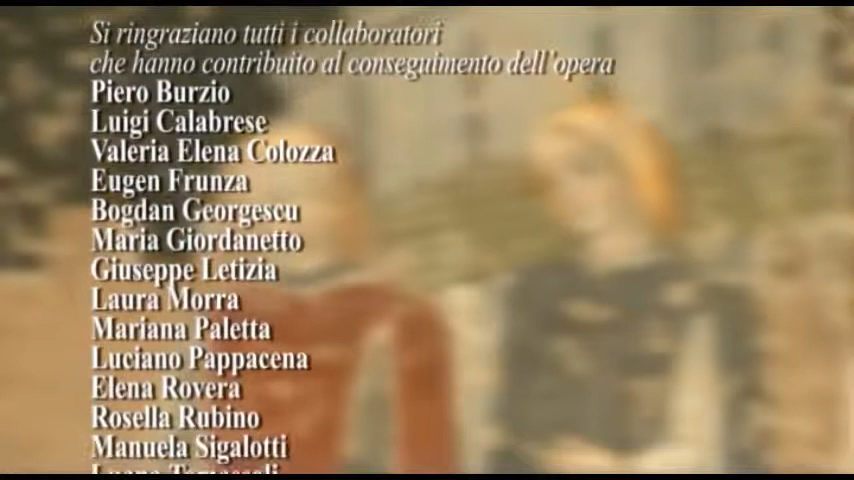 Si ringraziano tutti i collaboratori
che hanno contribuito al conseguimento dell'opera
Piero Burzio
Luigi Calabrese
Valeria Elena Colozza
Eugen Frunza
Bogdan Georgescu
Maria Giordanetto
Giuseppe Letizia
Laura Morra
Mariana Paletta
Luciano Pappacena
Elena Rovera
Rosella Rubino
Manuela Sigalotti